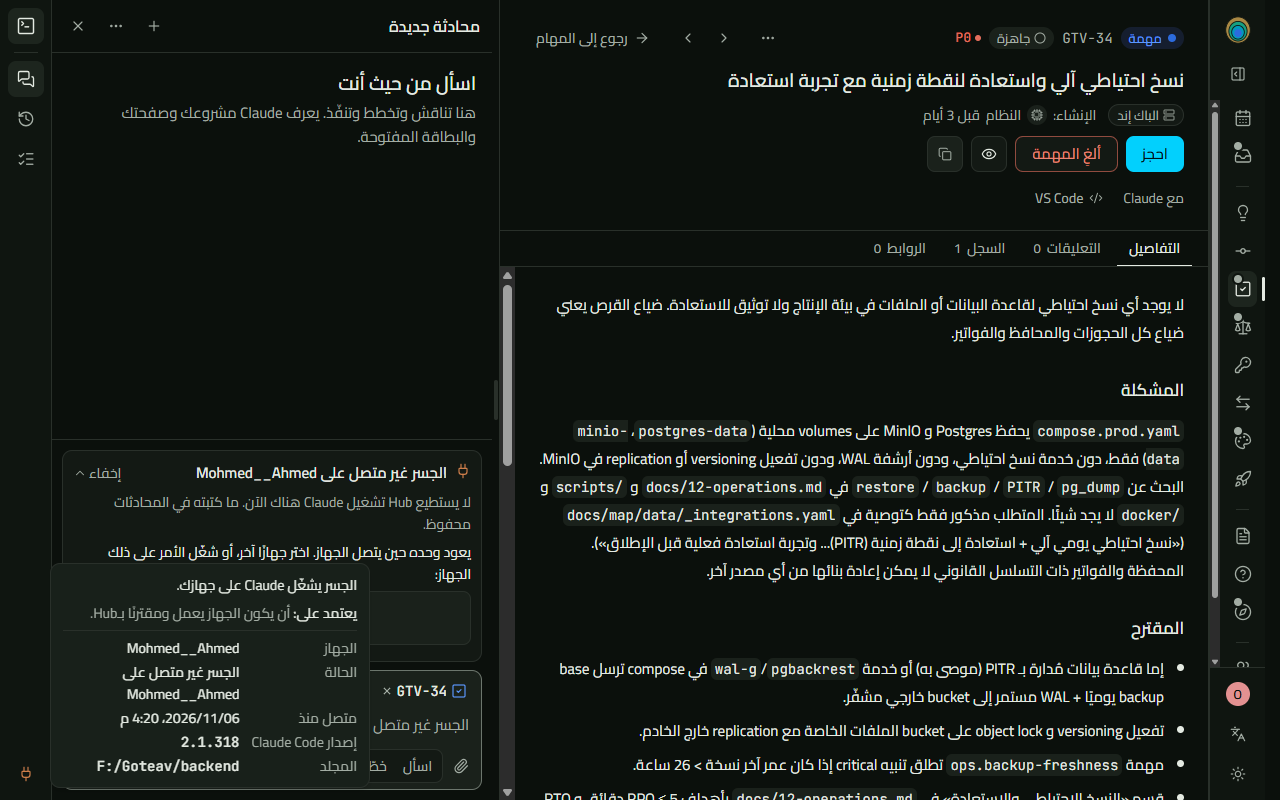 مهمة
GTV-34
جاهزة
P0
رجوع إلى المهام
نسخ احتياطي آلي واستعادة لنقطة زمنية مع تجربة استعادة
الباك إند
الإنشاء: النظام قبل 3 أيام
احجز
ألغِ المهمة
مع Claude
VS Code
التفاصيل
التعليقات 0
السجل 1
الروابط 0
لا يوجد أي نسخ احتياطي لقاعدة البيانات أو الملفات في بيئة الإنتاج ولا توثيق للاستعادة. ضياع القرص يعني
ضياع كل الحجوزات والمحافظ والفواتير.
المشكلة
compose.prod.yaml يحفظ Postgres و MinIO على volumes محلية (postgres-data، minio-
data) فقط، دون خدمة نسخ احتياطي، ودون أرشفة WAL، ودون تفعيل versioning أو replication في MinIO.
البحث عن pg_dump / PITR / backup / restore في docs/12-operations.md و scripts/ و
docker/ لا يجد شيئًا. المتطلب مذكور فقط كتوصية في docs/map/data/_integrations.yaml
(«نسخ احتياطي يومي آلي + استعادة إلى نقطة زمنية (PITR)... وتجربة استعادة فعلية قبل الإطلاق»).
المحفظة والفواتير ذات التسلسل القانوني لا يمكن إعادة بنائها من أي مصدر آخر.
المقترح
إما قاعدة بيانات مُدارة بـ PITR (موصى به) أو خدمة wal-g / pgbackrest في compose ترسل base
backup يوميًا + WAL مستمر إلى bucket خارجي مشفّر.
تفعيل versioning و object lock على bucket الملفات الخاصة مع replication خارج الخادم.
مهمة ops.backup-freshness تطلق تنبيه critical إذا كان عمر آخر نسخة > 26 ساعة.
قسم «النسخ الاحتياطي والاستعادة» في docs/12-operations.md بأهداف RPO < 5 دقائق و RTO
محادثة جديدة
اسأل من حيث أنت
هنا تناقش وتخطط وتنفّذ. يعرف Claude مشروعك وصفحتك
والبطاقة المفتوحة.
الجسر غير متصل على Mohmed__Ahmed
إخفاء
لا يستطيع Hub تشغيل Claude هناك الآن. ما كتبته في المحادثات
محفوظ.
يعود وحده حين يتصل الجهاز. اختر جهازًا آخر، أو شغّل الأمر على ذلك
الجهاز:
الجسر يشغّل Claude على جهازك.
يعتمد على: أن يكون الجهاز يعمل ومقترنًا بـHub.
الجهاز Mohmed__Ahmed
الحالة الجسر غير متصل على
Mohmed__Ahmed
متصل منذ 2026/11/06، 4:20 م
إصدار Claude Code 2.1.318
المجلد F:/Goteav/backend
GTV-34 ×
الجسر غير متصل
اسأل
O